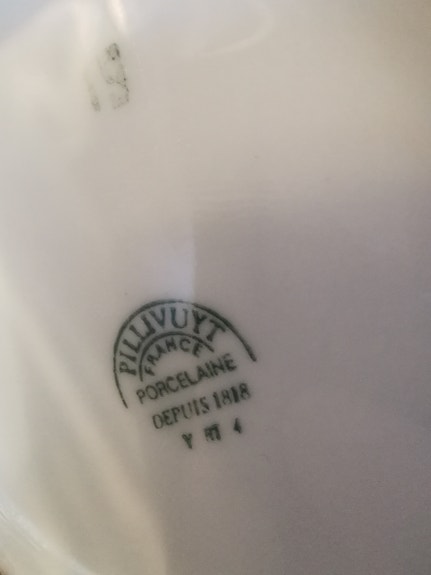 PILLIVUYT
FRANCE
PORCELAINE
DEPUIS 1818